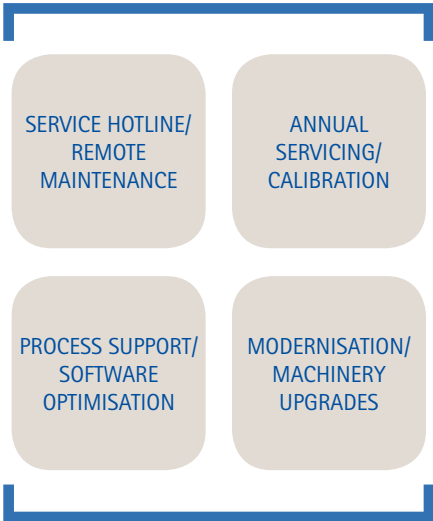 SERVICE HOTLINE/
REMOTE
MAINTENANCE
ANNUAL
SERVICING/
CALIBRATION
PROCESS SUPPORT/
SOFTWARE
OPTIMISATION
MODERNISATION/
MACHINERY
UPGRADES